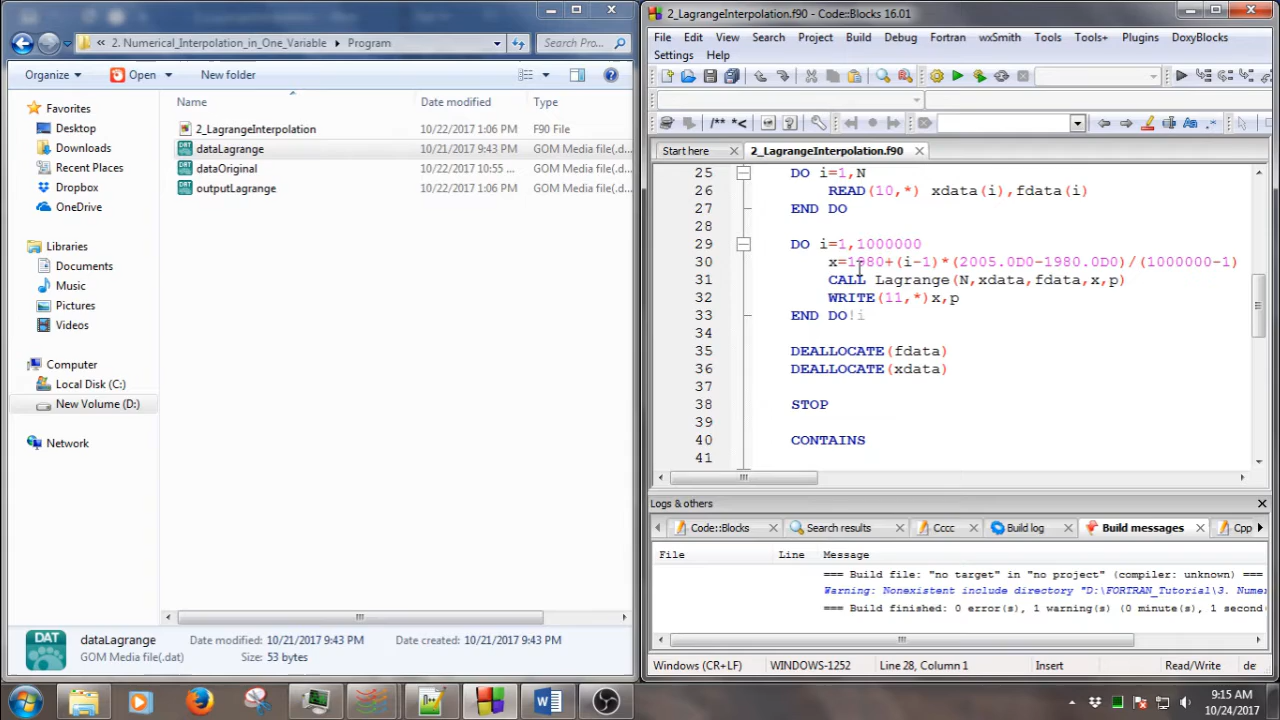 2. Numerical_Interpolation_in_One_Variable ▸ Program ▸
Search Pro...
Organize
Open
New folder
Name
Date modified
Type
Favorites
Desktop
Downloads
Recent Places
Dropbox
OneDrive
Libraries
Documents
Music
Pictures
Videos
Computer
Local Disk (C:)
New Volume (D:)
Network
2_LagrangeInterpolation 10/22/2017 1:06 PM F90 File
dataLagrange 10/21/2017 9:43 PM GOM Media file(.d...
dataOriginal 10/22/2017 10:55 ... GOM Media file(.d...
outputLagrange 10/22/2017 1:06 PM GOM Media file(.d...
DAT
dataLagrange Date modified: 10/21/2017 9:43 PM Date created: 10/21/2017 9:43 PM
GOM Media file(.dat) Size: 53 bytes
2_LagrangeInterpolation.f90 - Code::Blocks 16.01
File Edit View Search Project Build Debug Fortran wxSmith Tools Tools+ Plugins DoxyBlocks
Settings Help
/** *<
Start here
2_LagrangeInterpolation.f90
25 DO i=1,N
26 READ(10,*) xdata(i),fdata(i)
27 END DO
28
29 DO i=1,1000000
30 x=1980+(i-1)*(2005.0D0-1980.0D0)/(1000000-1)
31 CALL Lagrange(N,xdata,fdata,x,p)
32 WRITE(11,*)x,p
33 END DO!i
34
35 DEALLOCATE(fdata)
36 DEALLOCATE(xdata)
37
38 STOP
39
40 CONTAINS
41
Logs & others
Code::Blocks
Search results
Cccc
Build log
Build messages
Cpp
File Line Message
=== Build file: "no target" in "no project" (compiler: unknown) ===
Warning: Nonexistent include directory "D:\FORTRAN_Tutorial\3. Nume
=== Build finished: 0 error(s), 1 warning(s) (0 minute(s), 1 second
Windows (CR+LF) WINDOWS-1252 Line 28, Column 1 Insert Read/Write de
9:15 AM
10/24/2017